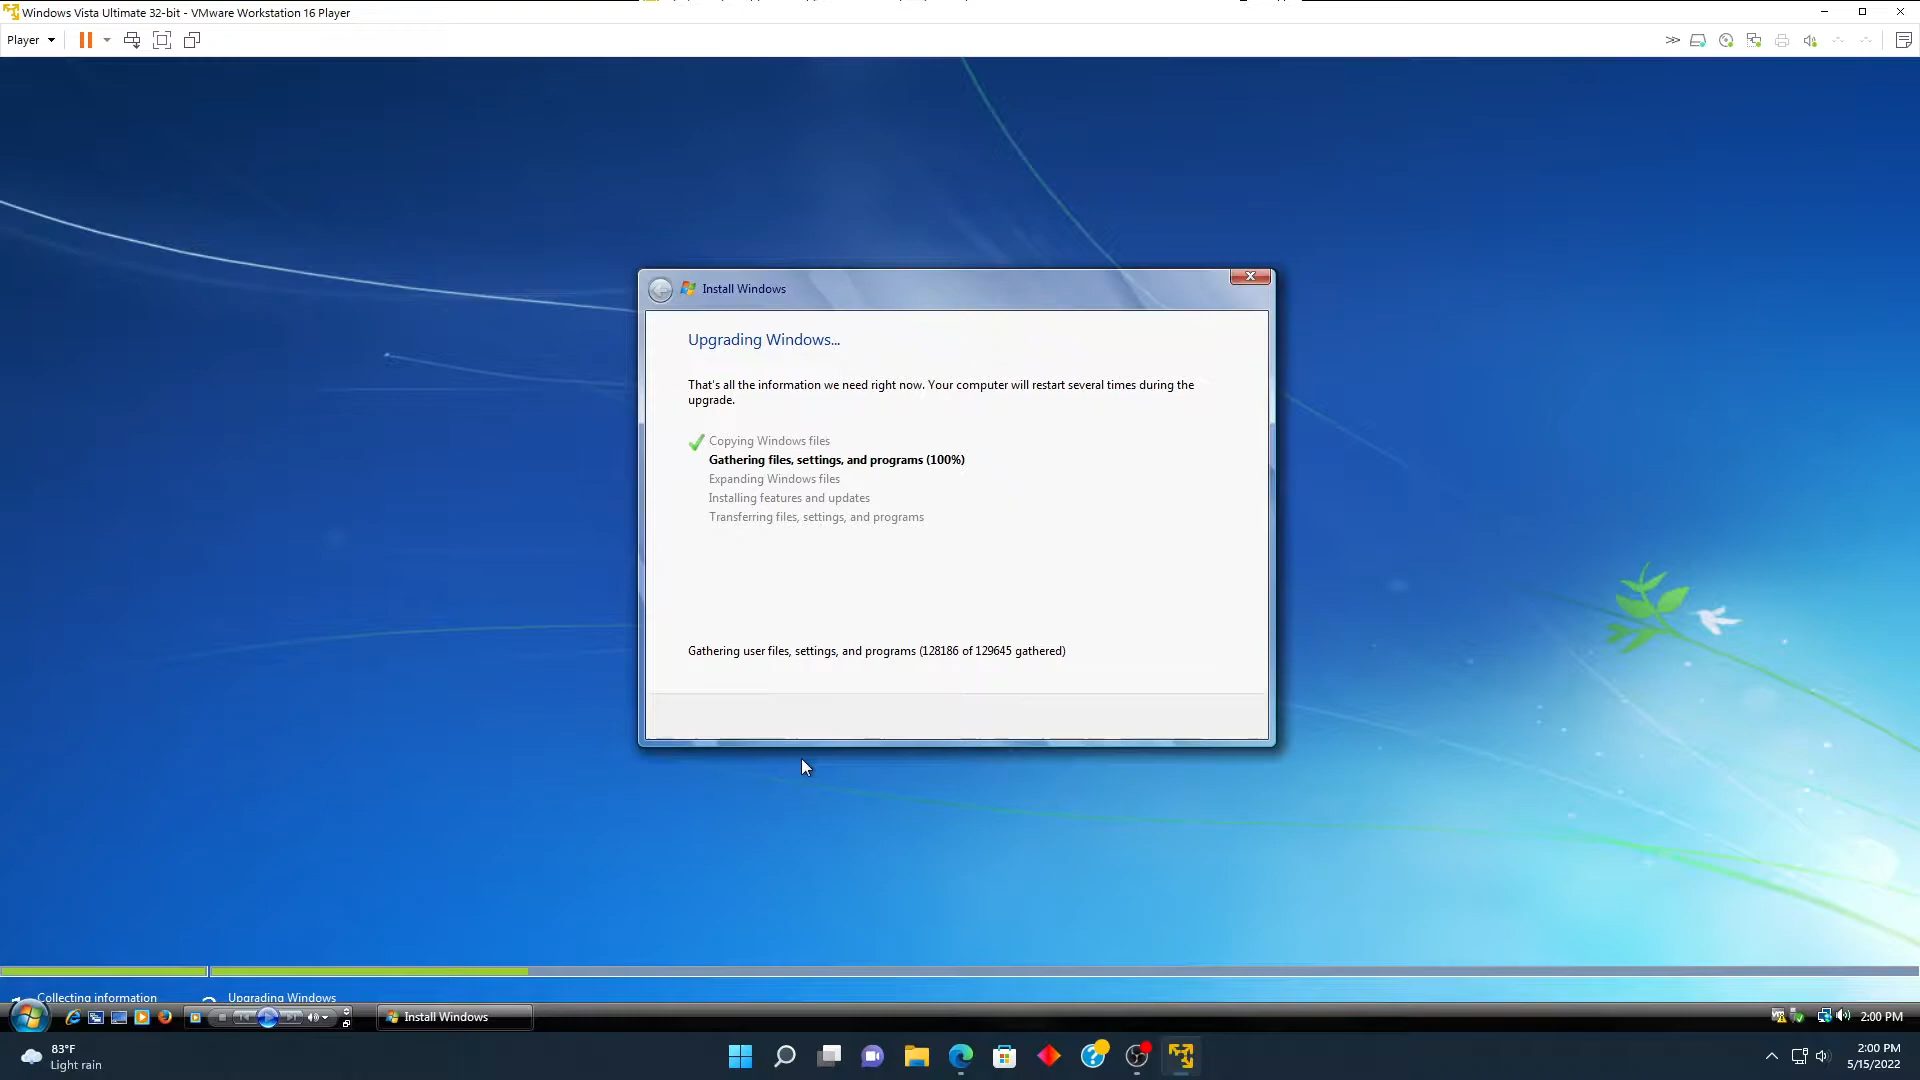 Windows Vista Ultimate 32-bit - VMware Workstation 16 Player
Player
Install Windows
Upgrading Windows...
That's all the information we need right now. Your computer will restart several times during the
upgrade.
Copying Windows files
Gathering files, settings, and programs (100%)
Expanding Windows files
Installing features and updates
Transferring files, settings, and programs
Gathering user files, settings, and programs (128186 of 129645 gathered)
Collecting information
Upgrading Windows
Install Windows
2:00 PM
83°F
Light rain
2:00 PM
5/15/2022